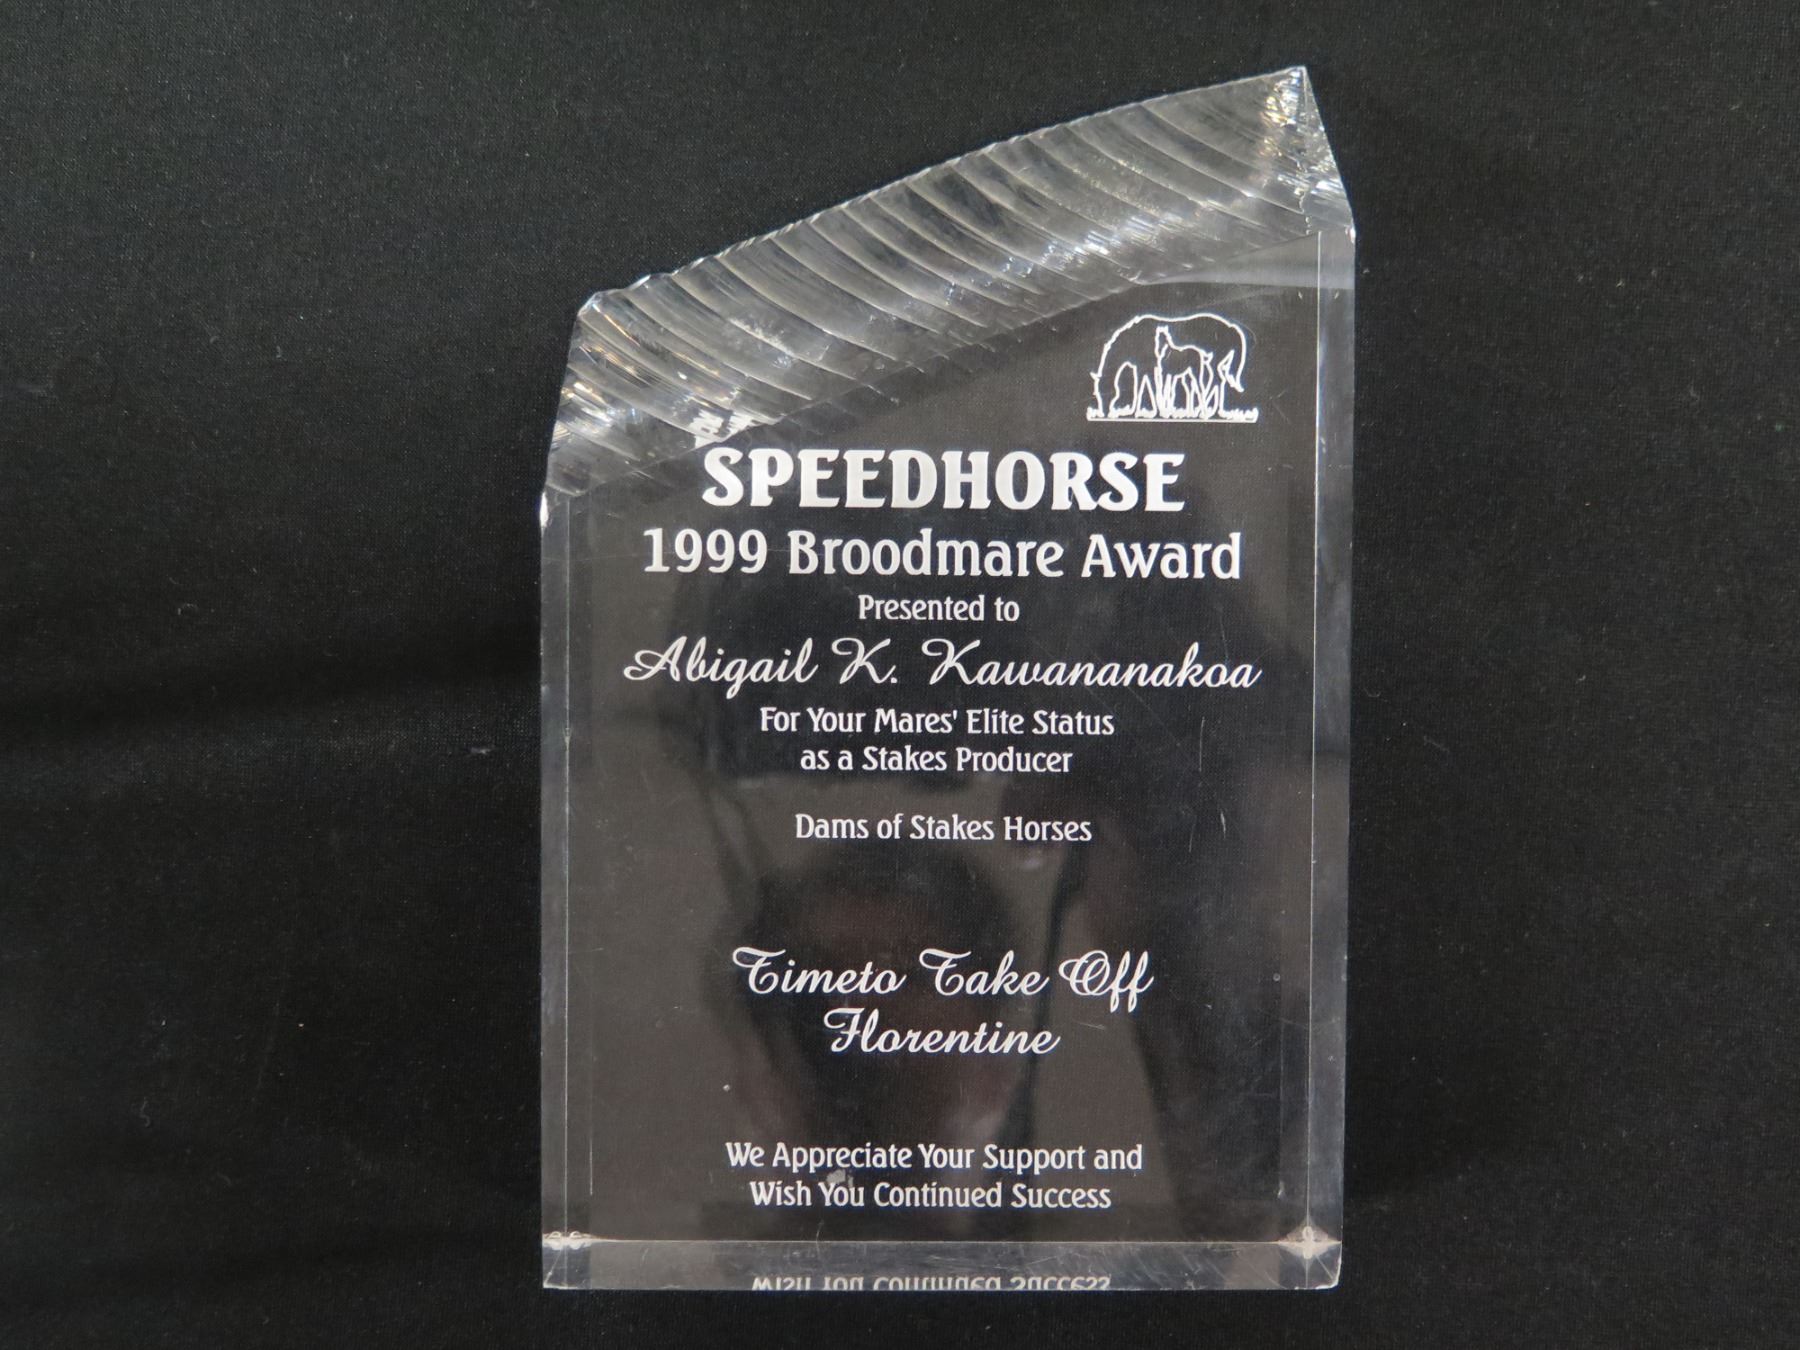 SPEEDHORSE
1999 Broodmare Award
Presented to
Abigail K. Kawananakoa
For Your Mares' Elite Status
as a Stakes Producer
Dams of Stakes Horses
Timeto Take Off
Florentine
We Appreciate Your Support and
Wish You Continued Success